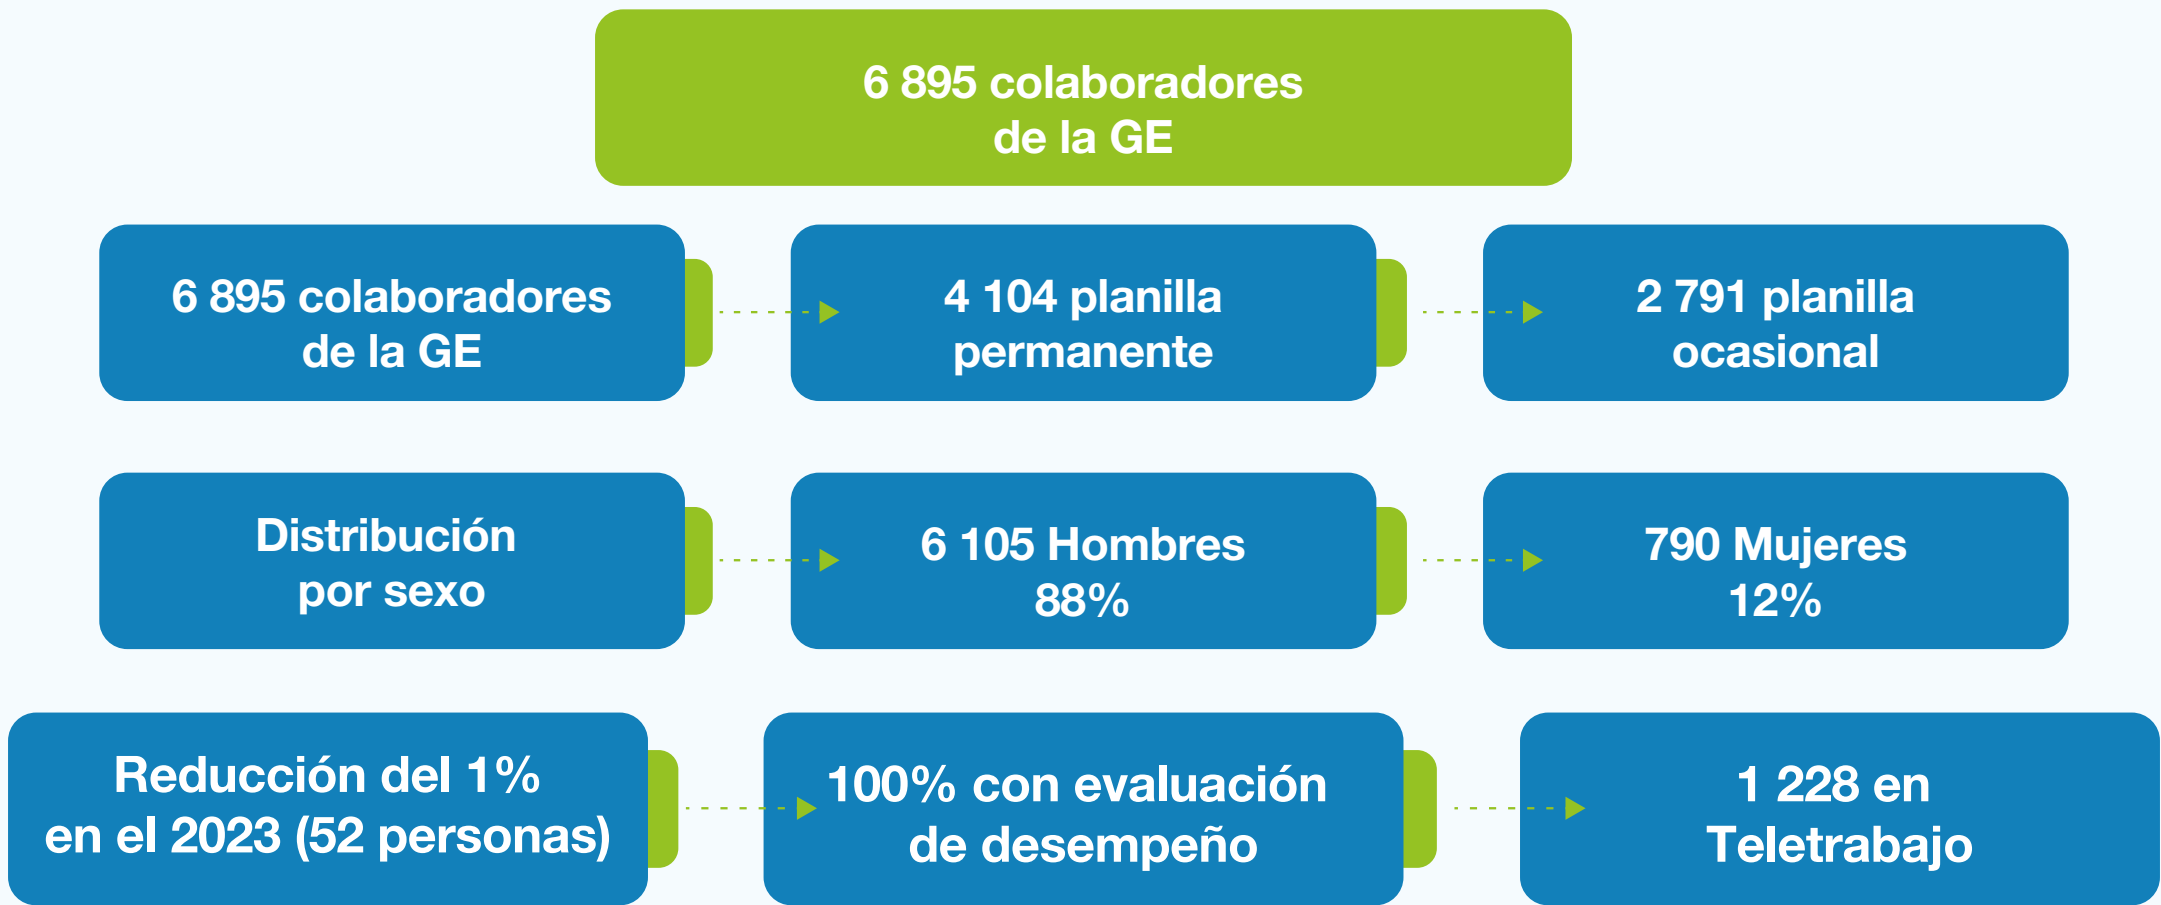 6 895 colaboradores
de la GE
6 895 colaboradores
de la GE
4 104 planilla
permanente
2 791 planilla
ocasional
Distribución
por sexo
6 105 Hombres
88%
790 Mujeres
12%
Reducción del 1%
en el 2023 (52 personas)
100% con evaluación
de desempeño
1 228 en
Teletrabajo